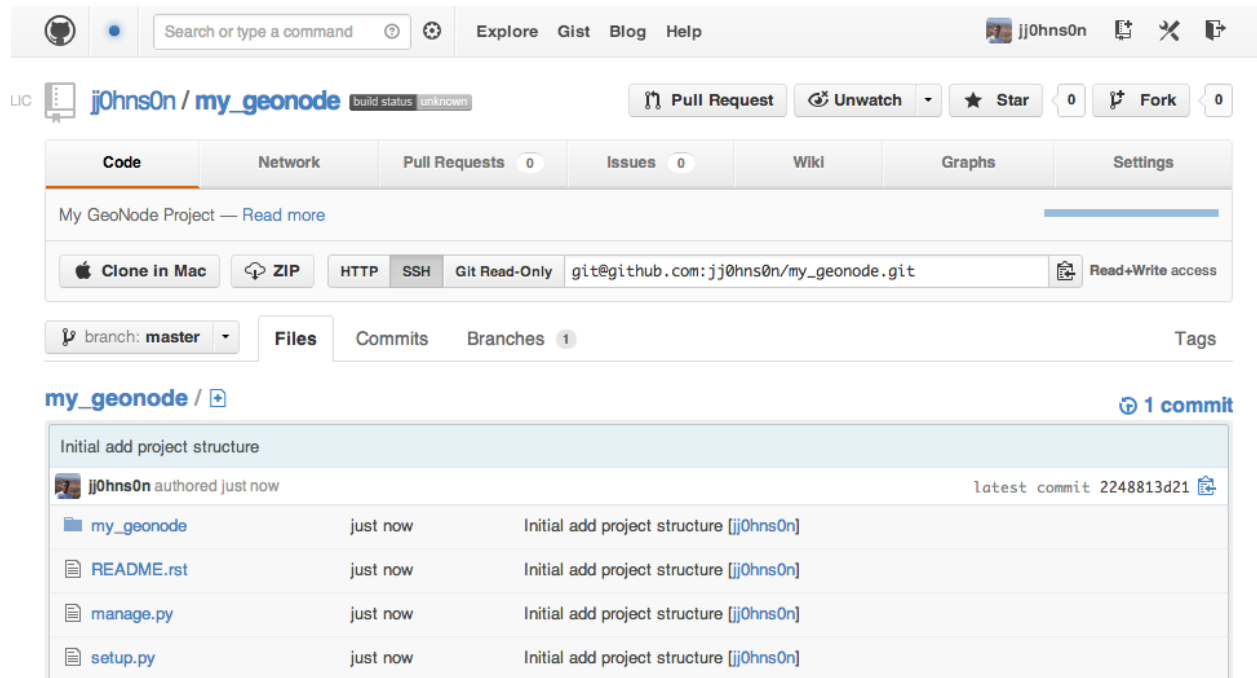 Search or type a command
Explore Gist Blog Help
jj0hns0n
LIC
jj0hns0n / my_geonode build status unknown
Pull Request
Unwatch
Star 0
Fork 0
Code
Network
Pull Requests 0
Issues 0
Wiki
Graphs
Settings
My GeoNode Project — Read more
Clone in Mac
ZIP
HTTP
SSH
Git Read-Only
git@github.com:jj0hns0n/my_geonode.git
Read+Write access
branch: master
Files
Commits
Branches 1
Tags
my_geonode /
1 commit
Initial add project structure
jj0hns0n authored just now
latest commit 2248813d21
my_geonode just now Initial add project structure [jj0hns0n]
README.rst just now Initial add project structure [jj0hns0n]
manage.py just now Initial add project structure [jj0hns0n]
setup.py just now Initial add project structure [jj0hns0n]